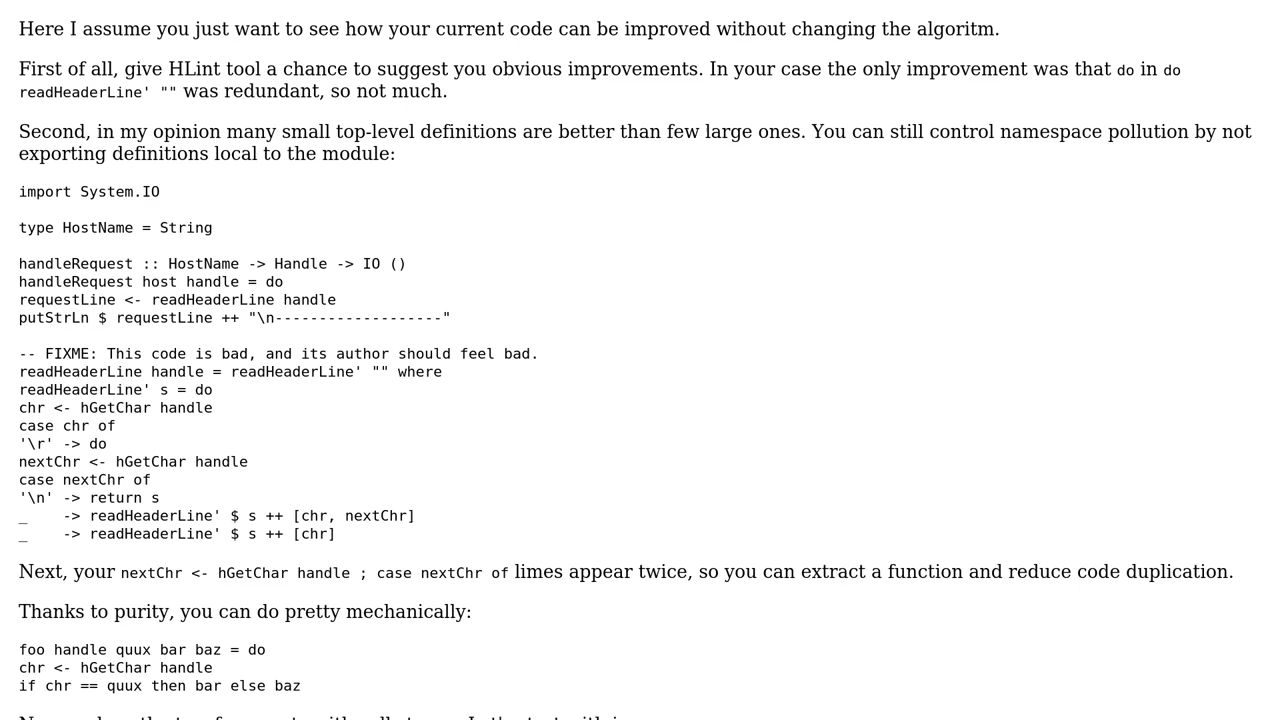 Here I assume you just want to see how your current code can be improved without changing the algoritm.
First of all, give HLint tool a chance to suggest you obvious improvements. In your case the only improvement was that do in do
readHeaderLine' "" was redundant, so not much.
Second, in my opinion many small top-level definitions are better than few large ones. You can still control namespace pollution by not
exporting definitions local to the module:
import System.IO
type HostName = String
handleRequest :: HostName -> Handle -> IO ()
handleRequest host handle = do
requestLine <- readHeaderLine handle
putStrLn $ requestLine ++ "\n-------------------"
-- FIXME: This code is bad, and its author should feel bad.
readHeaderLine handle = readHeaderLine' "" where
readHeaderLine' s = do
chr <- hGetChar handle
case chr of
'\r' -> do
nextChr <- hGetChar handle
case nextChr of
'\n' -> return s
_    -> readHeaderLine' $ s ++ [chr, nextChr]
_    -> readHeaderLine' $ s ++ [chr]
Next, your nextChr <- hGetChar handle ; case nextChr of limes appear twice, so you can extract a function and reduce code duplication.
Thanks to purity, you can do pretty mechanically:
foo handle quux bar baz = do
chr <- hGetChar handle
if chr == quux then bar else baz